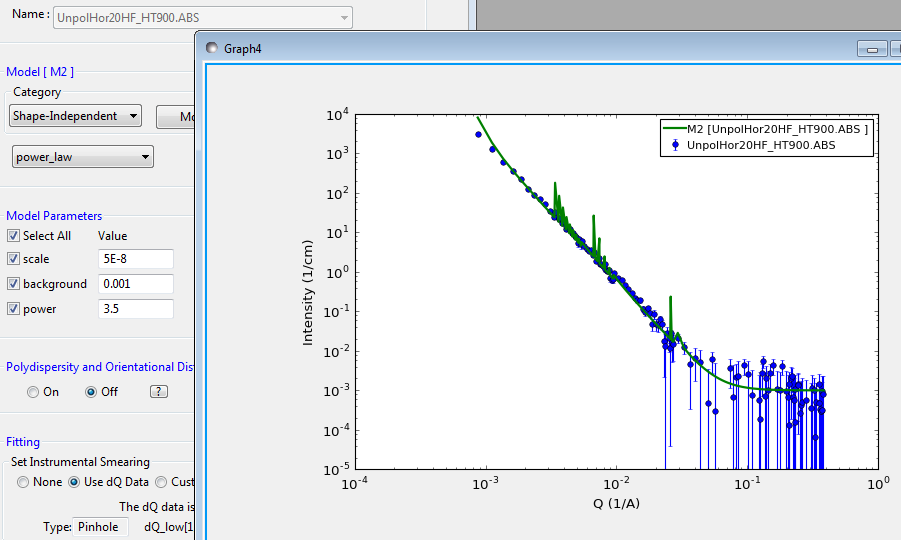 Name : UnpolHor20HF_HT900.ABS
Graph4
Model [ M2 ]
Category
Shape-Independent
power_law
Model Parameters
Select All Value
scale 5E-8
background 0.001
power 3.5
Polydispersity and Orientational Dis
On Off ?
Fitting
Set Instrumental Smearing
None Use dQ Data Cust
The dQ data is
Type: Pinhole dQ_low[1
M2 [UnpolHor20HF_HT900.ABS ]
UnpolHor20HF_HT900.ABS
Intensity (1/cm)
10^4
10^3
10^2
10^1
10^0
10^-1
10^-2
10^-3
10^-4
10^-5
10^-4 10^-3 10^-2 10^-1 10^0
Q (1/A)